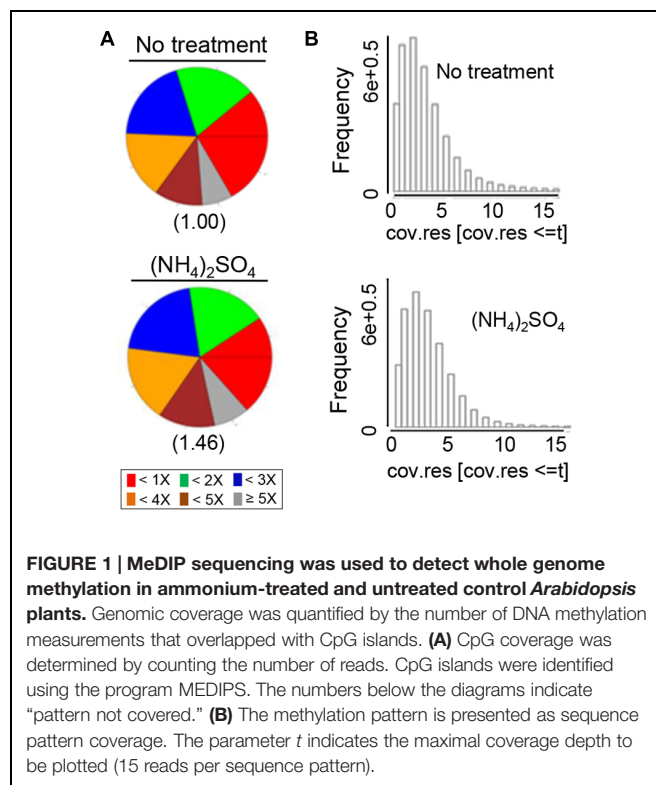 A
No treatment
(1.00)
(NH4)2SO4
(1.46)
< 1X < 2X < 3X
< 4X < 5X ≥ 5X
B
No treatment
Frequency
6e+0.5
0
0 5 10 15
cov.res [cov.res <=t]
(NH4)2SO4
Frequency
6e+0.5
0
0 5 10 15
cov.res [cov.res <=t]
FIGURE 1 | MeDIP sequencing was used to detect whole genome
methylation in ammonium-treated and untreated control Arabidopsis
plants. Genomic coverage was quantified by the number of DNA methylation
measurements that overlapped with CpG islands. (A) CpG coverage was
determined by counting the number of reads. CpG islands were identified
using the program MEDIPS. The numbers below the diagrams indicate
“pattern not covered.” (B) The methylation pattern is presented as sequence
pattern coverage. The parameter t indicates the maximal coverage depth to
be plotted (15 reads per sequence pattern).